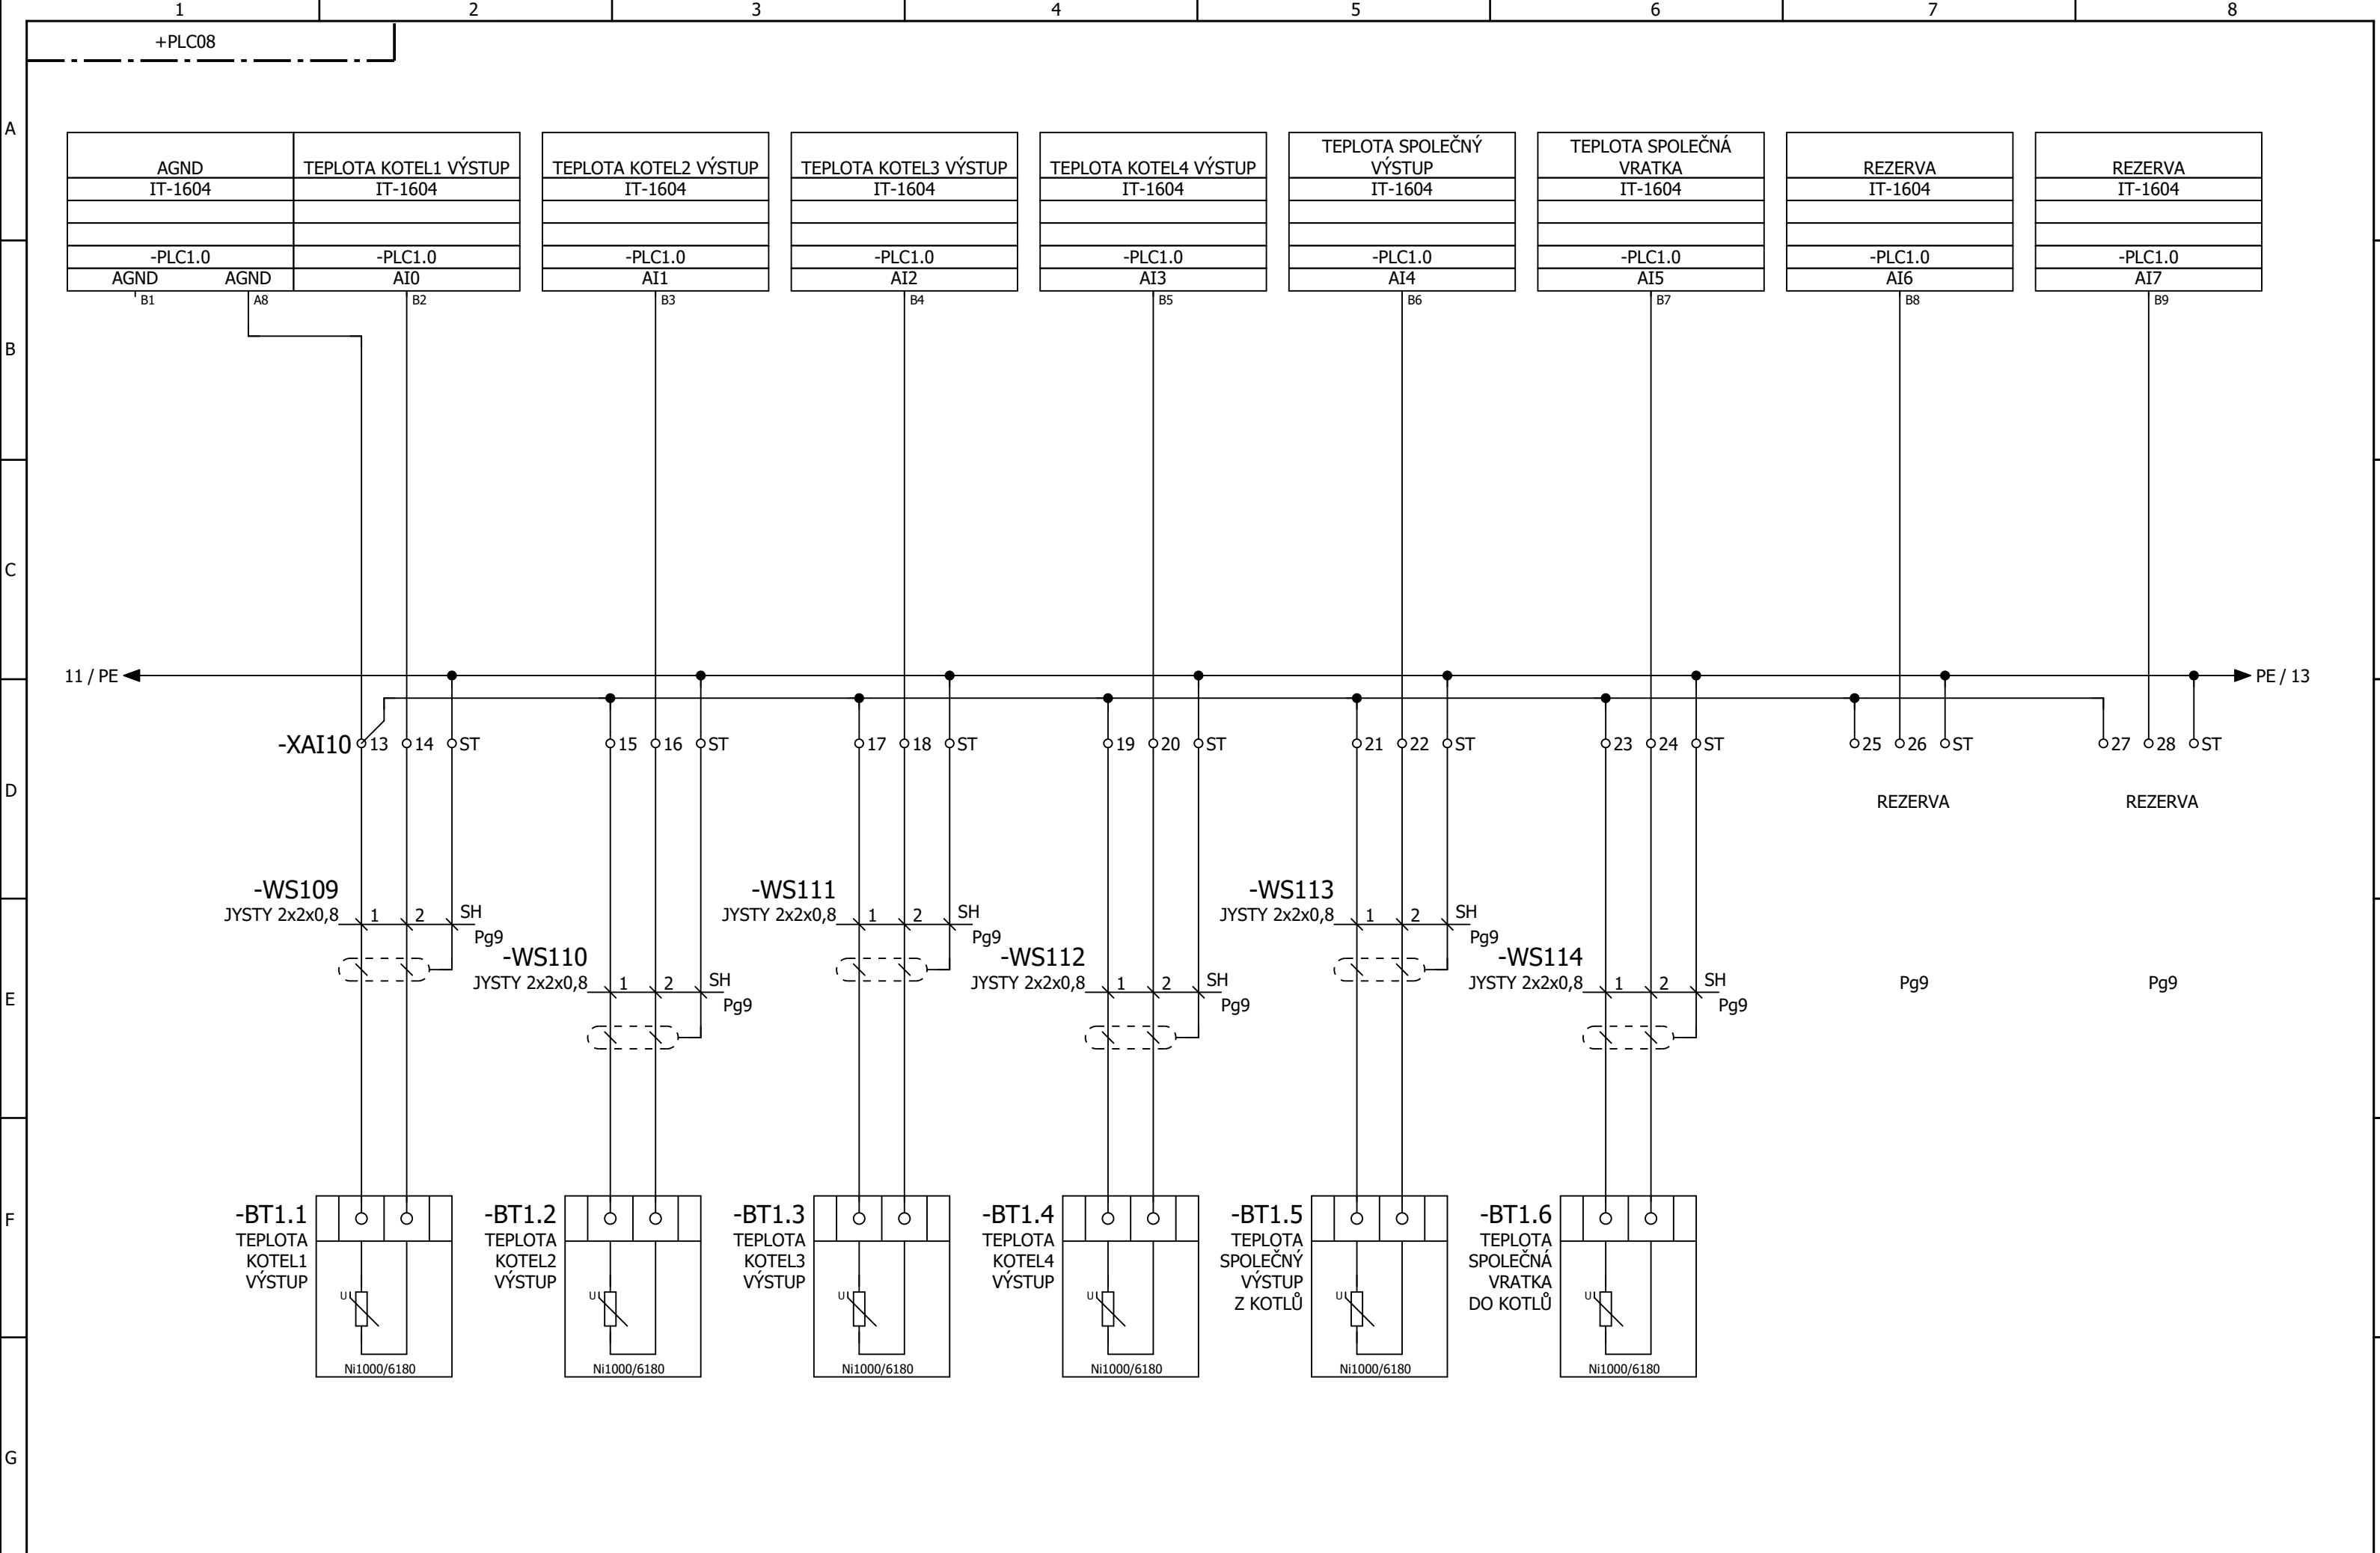 1 2 3 4 5 6 7 8
+PLC08
A
AGND
TEPLOTA KOTEL1 VÝSTUP
TEPLOTA KOTEL2 VÝSTUP
TEPLOTA KOTEL3 VÝSTUP
TEPLOTA KOTEL4 VÝSTUP
TEPLOTA SPOLEČNÝ
VÝSTUP
TEPLOTA SPOLEČNÁ
VRATKA
REZERVA
REZERVA
IT-1604 IT-1604 IT-1604 IT-1604 IT-1604 IT-1604 IT-1604 IT-1604 IT-1604
-PLC1.0 -PLC1.0 -PLC1.0 -PLC1.0 -PLC1.0 -PLC1.0 -PLC1.0 -PLC1.0 -PLC1.0
AGND AGND AI0 AI1 AI2 AI3 AI4 AI5 AI6 AI7
B1 A8 B2 B3 B4 B5 B6 B7 B8 B9
B
C
11 / PE PE / 13
-XAI10 13 14 ST 15 16 ST 17 18 ST 19 20 ST 21 22 ST 23 24 ST 25 26 ST 27 28 ST
D
REZERVA REZERVA
-WS109
JYSTY 2x2x0,8 1 2 SH
Pg9
-WS110
JYSTY 2x2x0,8 1 2 SH
Pg9
-WS111
JYSTY 2x2x0,8 1 2 SH
Pg9
-WS112
JYSTY 2x2x0,8 1 2 SH
Pg9
-WS113
JYSTY 2x2x0,8 1 2 SH
Pg9
-WS114
JYSTY 2x2x0,8 1 2 SH
Pg9
Pg9 Pg9
E
F
-BT1.1
TEPLOTA
KOTEL1
VÝSTUP
U
Ni1000/6180
-BT1.2
TEPLOTA
KOTEL2
VÝSTUP
U
Ni1000/6180
-BT1.3
TEPLOTA
KOTEL3
VÝSTUP
U
Ni1000/6180
-BT1.4
TEPLOTA
KOTEL4
VÝSTUP
U
Ni1000/6180
-BT1.5
TEPLOTA
SPOLEČNÝ
VÝSTUP
Z KOTLŮ
U
Ni1000/6180
-BT1.6
TEPLOTA
SPOLEČNÁ
VRATKA
DO KOTLŮ
U
Ni1000/6180
G